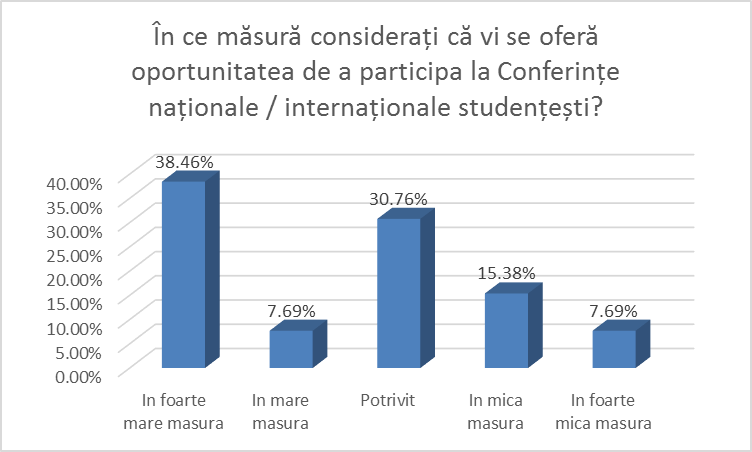 În ce măsură considerați că vi se oferă
oportunitatea de a participa la Conferințe
naționale / internaționale studențești?
38.46%
7.69%
30.76%
15.38%
7.69%
40.00%
35.00%
30.00%
25.00%
20.00%
15.00%
10.00%
5.00%
0.00%
In foarte
mare masura
In mare
masura
Potrivit
In mica
masura
In foarte
mica masura